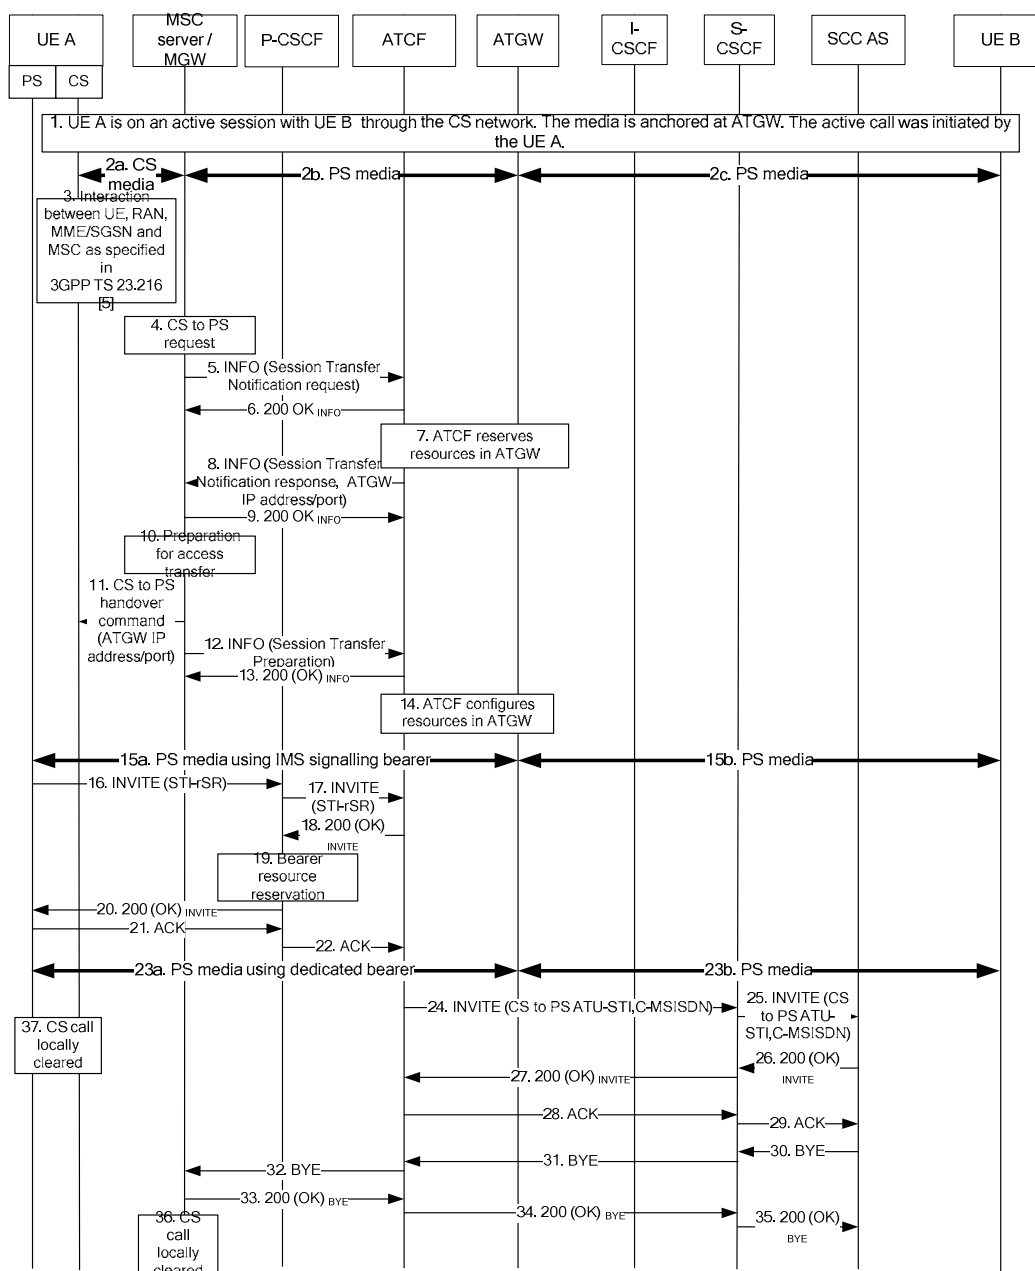 UE A
MSC
server /
MGW
P-CSCF
ATCF
ATGW
I-
CSCF
S-
CSCF
SCC AS
UE B
PS
CS
1. UE A is on an active session with UE B through the CS network. The media is anchored at ATGW. The active call was initiated by
the UE A.
2a. CS
media
2b. PS media
2c. PS media
3. Interaction
between UE, RAN,
MME/SGSN and
MSC as specified
in
3GPP TS 23.216
[5]
4. CS to PS
request
5. INFO (Session Transfer
Notification request)
6. 200 OK INFO
7. ATCF reserves
resources in ATGW
8. INFO (Session Transfer
Notification response, ATGW
IP address/port)
9. 200 OK INFO
10. Preparation
for access
transfer
11. CS to PS
handover
command
(ATGW IP
address/port)
12. INFO (Session Transfer
Preparation)
13. 200 (OK) INFO
14. ATCF configures
resources in ATGW
15a. PS media using IMS signalling bearer
15b. PS media
16. INVITE (STI-rSR)
17. INVITE
(STI-rSR)
18. 200 (OK)
INVITE
19. Bearer
resource
reservation
20. 200 (OK) INVITE
21. ACK
22. ACK
23a. PS media using dedicated bearer
23b. PS media
24. INVITE (CS to PS ATU-STI,C-MSISDN)
25. INVITE (CS
to PS ATU-
STI,C-MSISDN)
37. CS call
locally
cleared
26. 200 (OK)
INVITE
27. 200 (OK) INVITE
28. ACK
29. ACK
30. BYE
31. BYE
32. BYE
33. 200 (OK) BYE
34. 200 (OK) BYE
35. 200 (OK)
BYE
36. CS
call
locally
cleared